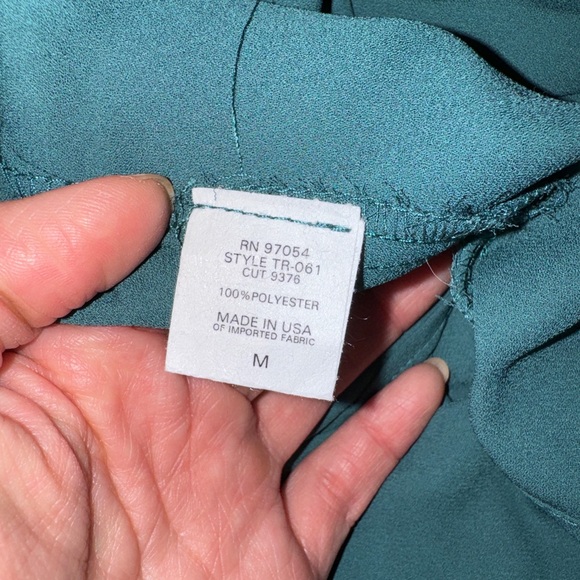 RN 97054
STYLE TR-061
CUT 9376
100%POLYESTER
MADE IN USA
OF IMPORTED FABRIC
M